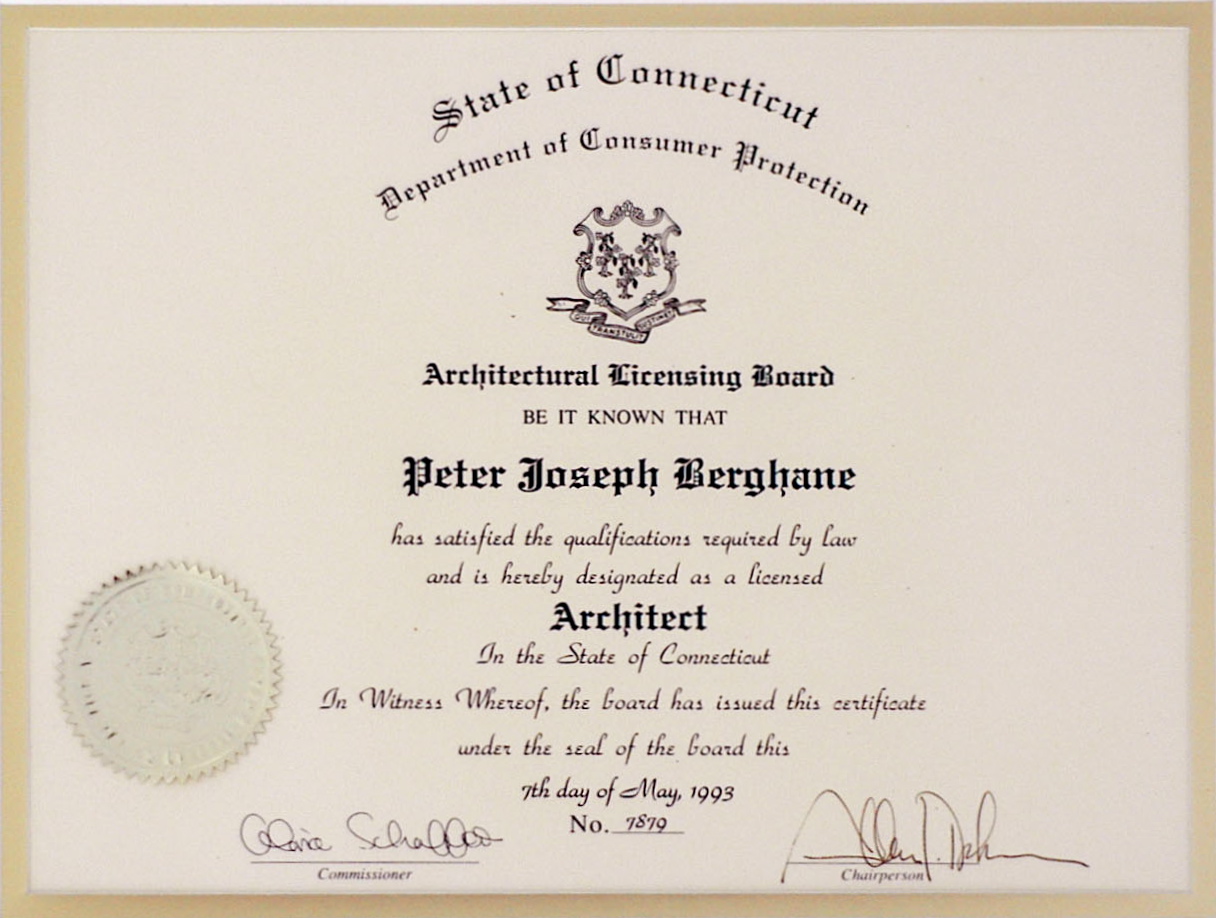 State of Connecticut
Department of Consumer Protection
QUI TRANSTULIT SUSTINET
Architectural Licensing Board
BE IT KNOWN THAT
Peter Joseph Berghane
has satisfied the qualifications required by law
and is hereby designated as a licensed
Architect
In the State of Connecticut
In Witness Whereof, the board has issued this certificate
under the seal of the board this
7th day of May, 1993
No. 7879
Commissioner
Chairperson